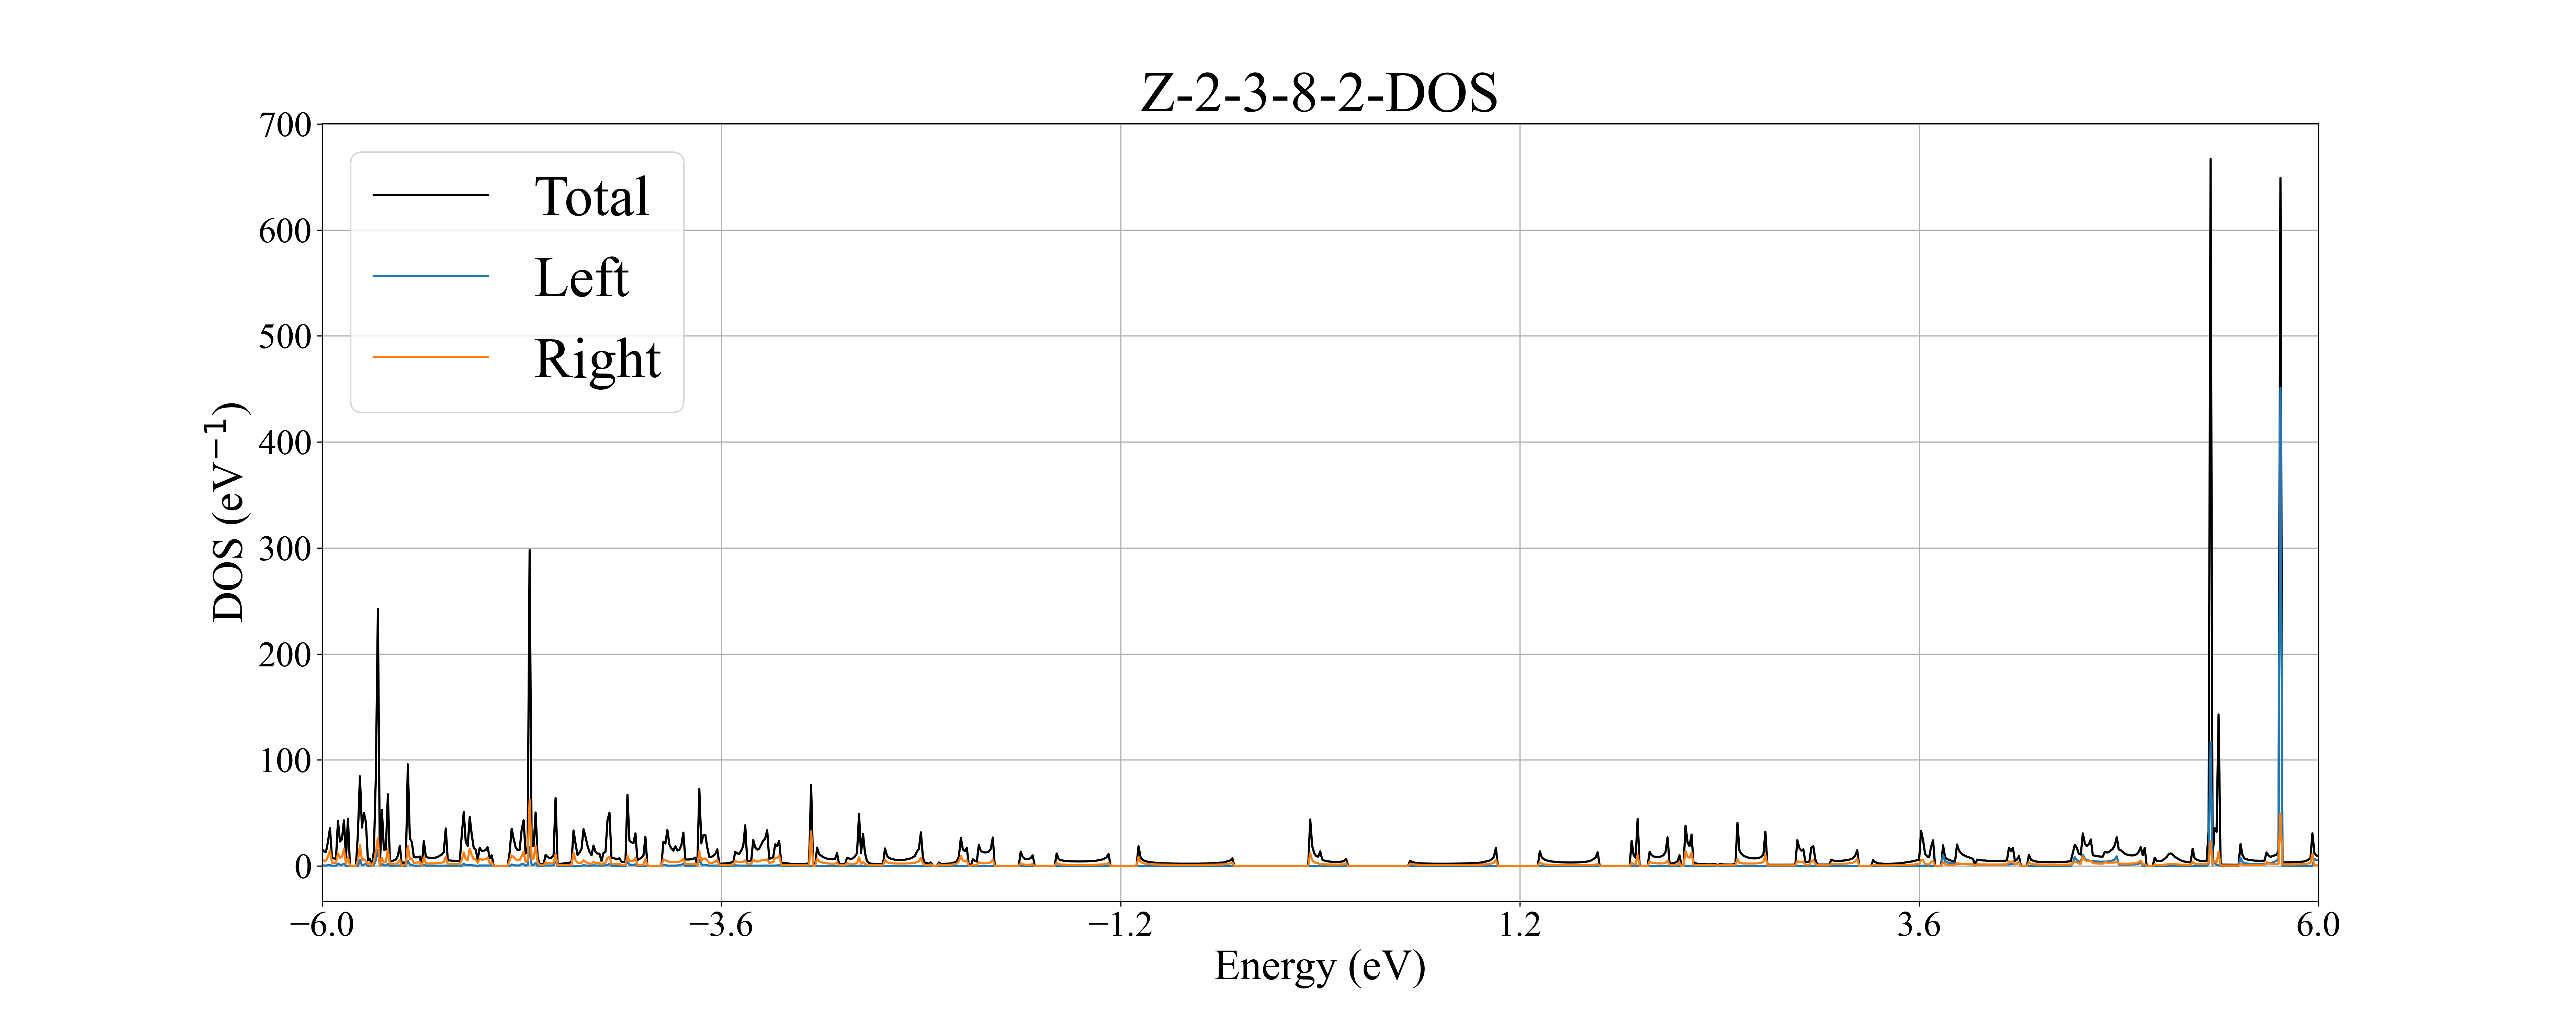 Z-2-3-8-2-DOS
700
600
500
400
300
200
100
0
DOS (eV⁻¹)
Total
Left
Right
−6.0 −3.6 −1.2 1.2 3.6 6.0
Energy (eV)